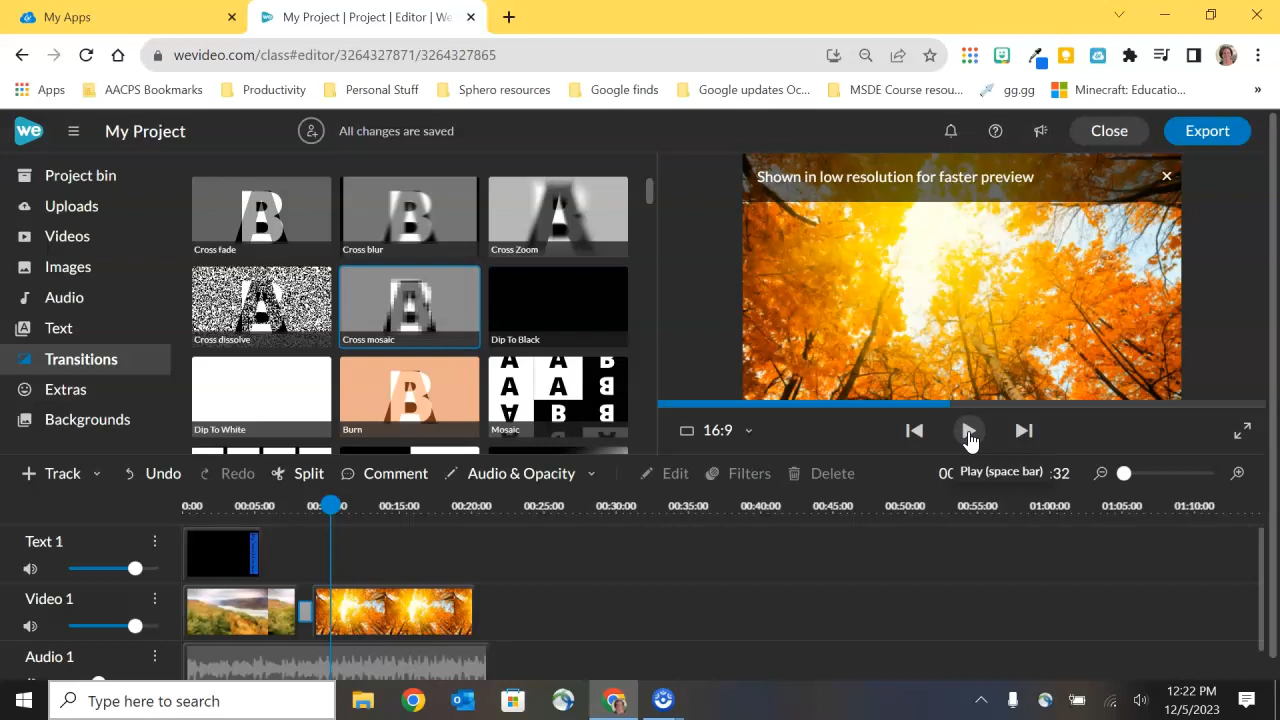 My Apps
My Project | Project | Editor | We
wevideo.com/class#editor/3264327871/3264327865
Apps
AACPS Bookmarks
Productivity
Personal Stuff
Sphero resources
Google finds
Google updates Oc...
MSDE Course resou...
gg.gg
Minecraft: Educatio...
»
we
My Project
All changes are saved
Close
Export
Project bin
Uploads
Videos
Images
Audio
Text
Transitions
Extras
Backgrounds
B
Cross fade
B
Cross blur
A
Cross Zoom
A
Cross dissolve
A
Cross mosaic
Dip To Black
Dip To White
B
Burn
Mosaic
Shown in low resolution for faster preview
16:9
Track
Undo
Redo
Split
Comment
Audio & Opacity
Edit
Filters
Delete
Play (space bar)
:32
0:00
00:05:00
00:15:00
00:20:00
00:25:00
00:30:00
00:35:00
00:40:00
00:45:00
00:50:00
00:55:00
01:00:00
01:05:00
01:10:00
Text 1
Video 1
Audio 1
Type here to search
12:22 PM
12/5/2023